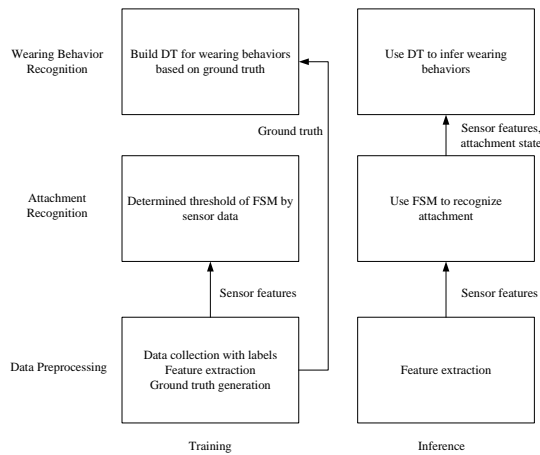 Wearing Behavior
Recognition
Build DT for wearing behaviors
based on ground truth
Use DT to infer wearing
behaviors
Ground truth
Sensor features,
attachment state
Attachment
Recognition
Determined threshold of FSM by
sensor data
Use FSM to recognize
attachment
Sensor features
Sensor features
Data Preprocessing
Data collection with labels
Feature extraction
Ground truth generation
Feature extraction
Training
Inference